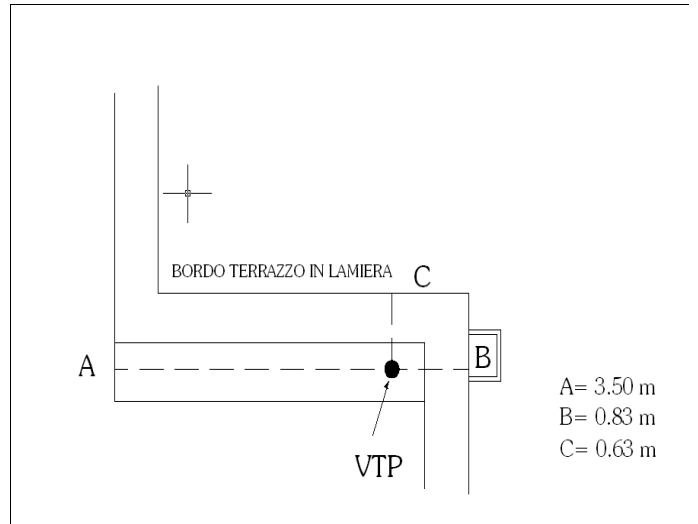 BORDO TERRAZZO IN LAMIERA
C
A
B
VTP
A= 3.50 m
B= 0.83 m
C= 0.63 m